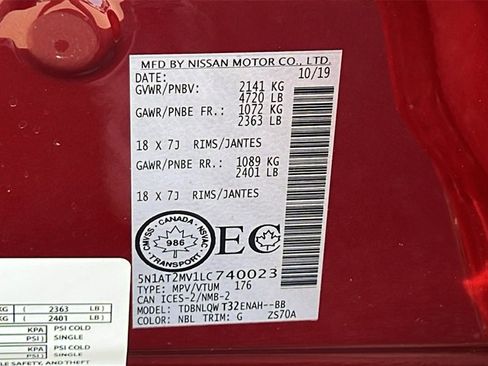 MFD BY NISSAN MOTOR CO., LTD.
DATE: 10/19
GVWR/PNBV: 2141 KG
4720 LB
GAWR/PNBE FR.: 1072 KG
2363 LB
18 X 7J RIMS/JANTES
GAWR/PNBE RR.: 1089 KG
2401 LB
18 X 7J RIMS/JANTES
CANADA
CMVSS 986 NSVAC
TRANSPORT
EC
5N1AT2MV1LC740023
TYPE: MPV/VTUM 176
CAN ICES-2/NMB-2
MODEL: TDBNLQW T32ENAH--BB
COLOR: NBL TRIM: G ZS70A
KG ( 2363 LB)
KG ( 2401 LB)
KPA ( PSI COLD
PSI ) SINGLE
KPA ( PSI COLD
PSI ) SINGLE
LE SAFETY, AND THEFT